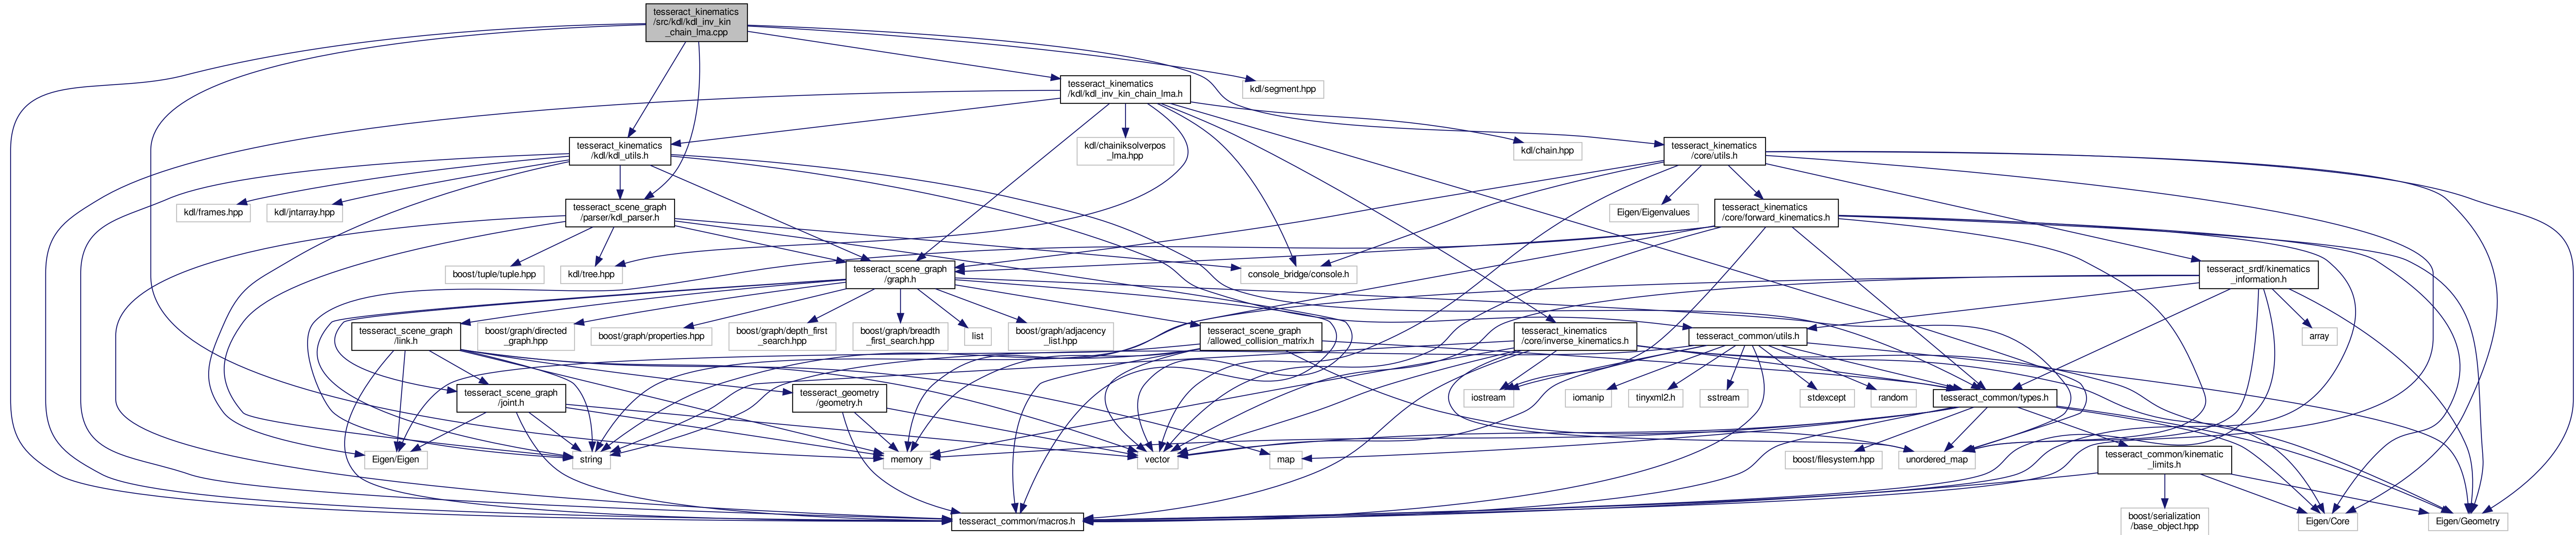 tesseract_kinematics
/src/kdl/kdl_inv_kin
_chain_lma.cpp
tesseract_kinematics
/kdl/kdl_inv_kin_chain_lma.h
kdl/segment.hpp
tesseract_kinematics
/kdl/kdl_utils.h
kdl/chainiksolverpos
_lma.hpp
kdl/chain.hpp
tesseract_kinematics
/core/utils.h
kdl/frames.hpp
kdl/jntarray.hpp
tesseract_scene_graph
/parser/kdl_parser.h
Eigen/Eigenvalues
tesseract_kinematics
/core/forward_kinematics.h
boost/tuple/tuple.hpp
kdl/tree.hpp
tesseract_scene_graph
/graph.h
console_bridge/console.h
tesseract_srdf/kinematics
_information.h
tesseract_scene_graph
/link.h
boost/graph/directed
_graph.hpp
boost/graph/properties.hpp
boost/graph/depth_first
_search.hpp
boost/graph/breadth
_first_search.hpp
list
boost/graph/adjacency
_list.hpp
tesseract_scene_graph
/allowed_collision_matrix.h
tesseract_kinematics
/core/inverse_kinematics.h
tesseract_common/utils.h
array
tesseract_scene_graph
/joint.h
tesseract_geometry
/geometry.h
iostream
iomanip
tinyxml2.h
sstream
stdexcept
random
tesseract_common/types.h
Eigen/Eigen
string
memory
vector
map
boost/filesystem.hpp
unordered_map
tesseract_common/kinematic
_limits.h
tesseract_common/macros.h
boost/serialization
/base_object.hpp
Eigen/Core
Eigen/Geometry